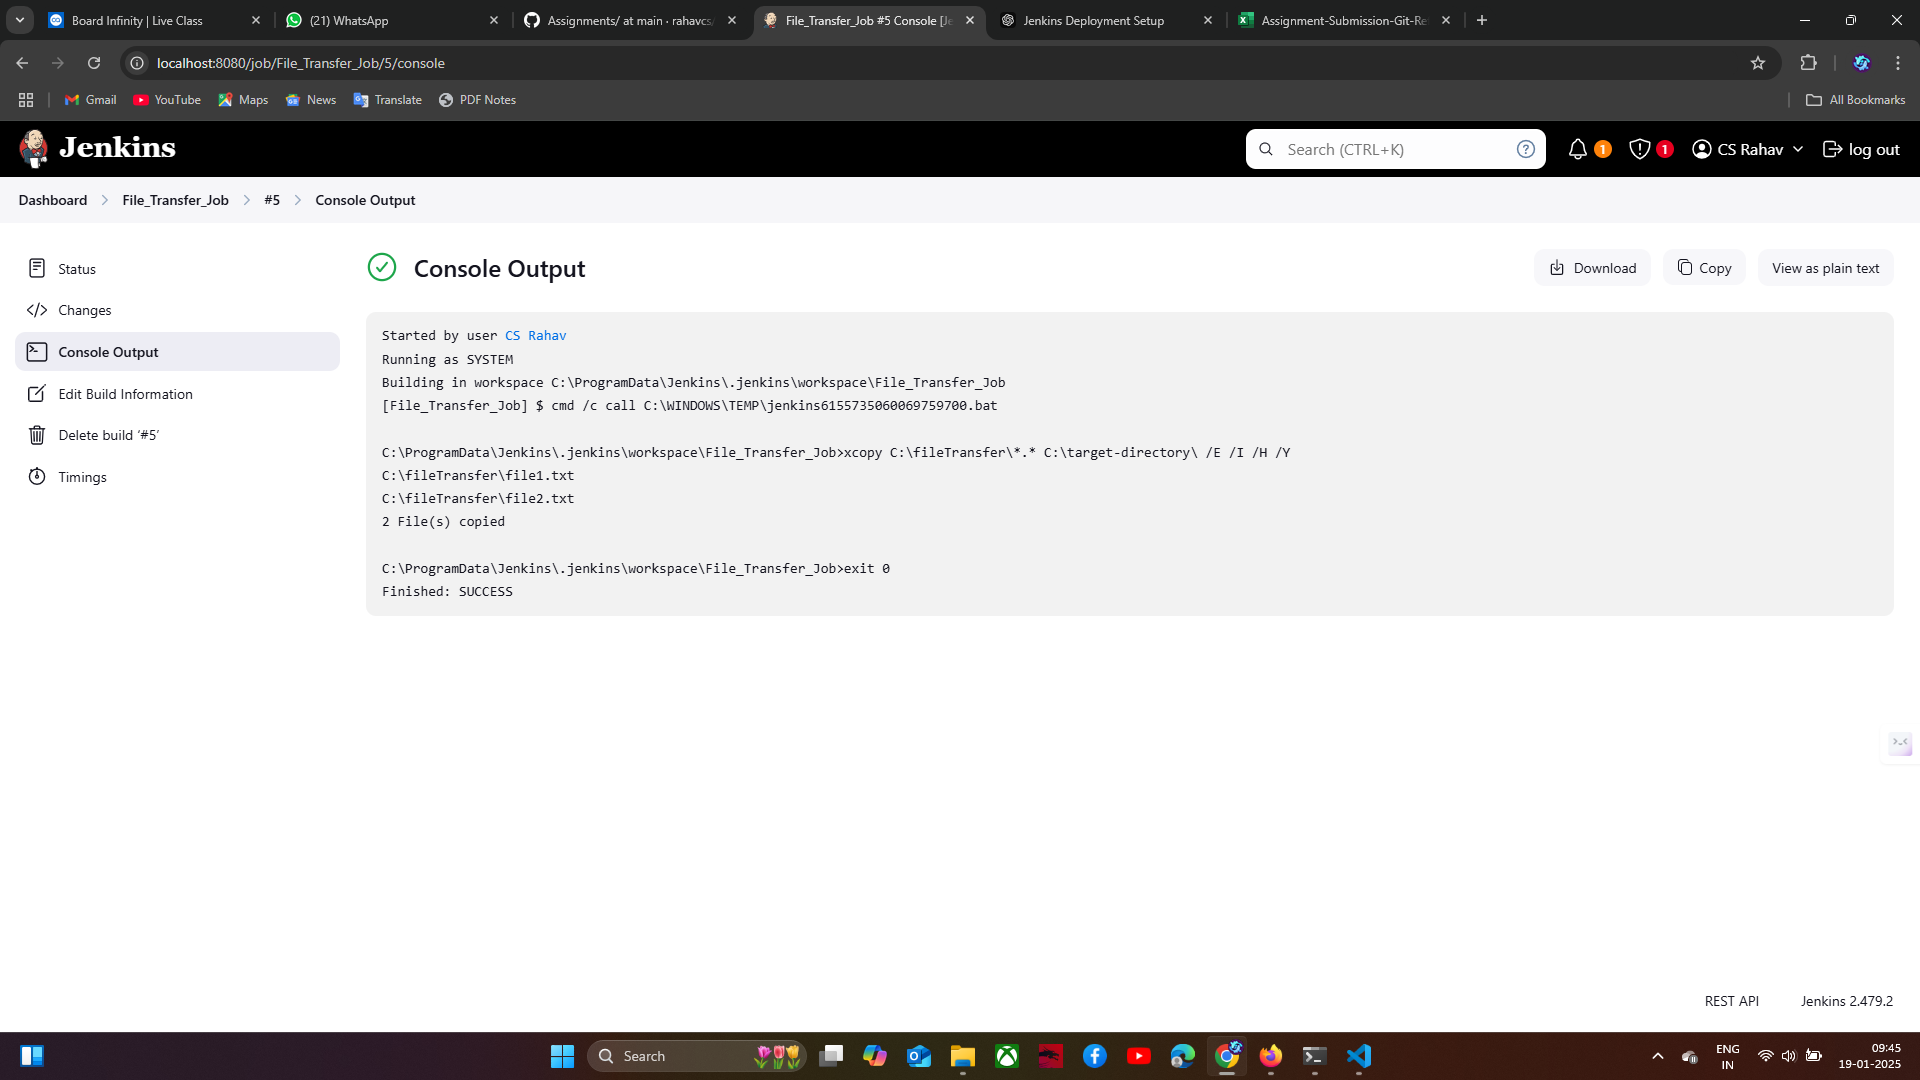 Board Infinity | Live Class
(21) WhatsApp
Assignments/ at main · rahavcs/
File_Transfer_Job #5 Console [Je
Jenkins Deployment Setup
Assignment-Submission-Git-Re
localhost:8080/job/File_Transfer_Job/5/console
Gmail
YouTube
Maps
News
Translate
PDF Notes
All Bookmarks
Jenkins
Search (CTRL+K)
1
1
CS Rahav
log out
Dashboard
File_Transfer_Job
#5
Console Output
Status
Changes
Console Output
Edit Build Information
Delete build ‘#5’
Timings
Console Output
Download
Copy
View as plain text
Started by user CS Rahav
Running as SYSTEM
Building in workspace C:\ProgramData\Jenkins\.jenkins\workspace\File_Transfer_Job
[File_Transfer_Job] $ cmd /c call C:\WINDOWS\TEMP\jenkins6155735060069759700.bat
C:\ProgramData\Jenkins\.jenkins\workspace\File_Transfer_Job>xcopy C:\fileTransfer\*.* C:\target-directory\ /E /I /H /Y
C:\fileTransfer\file1.txt
C:\fileTransfer\file2.txt
2 File(s) copied
C:\ProgramData\Jenkins\.jenkins\workspace\File_Transfer_Job>exit 0
Finished: SUCCESS
REST API
Jenkins 2.479.2
Search
ENG
IN
09:45
19-01-2025